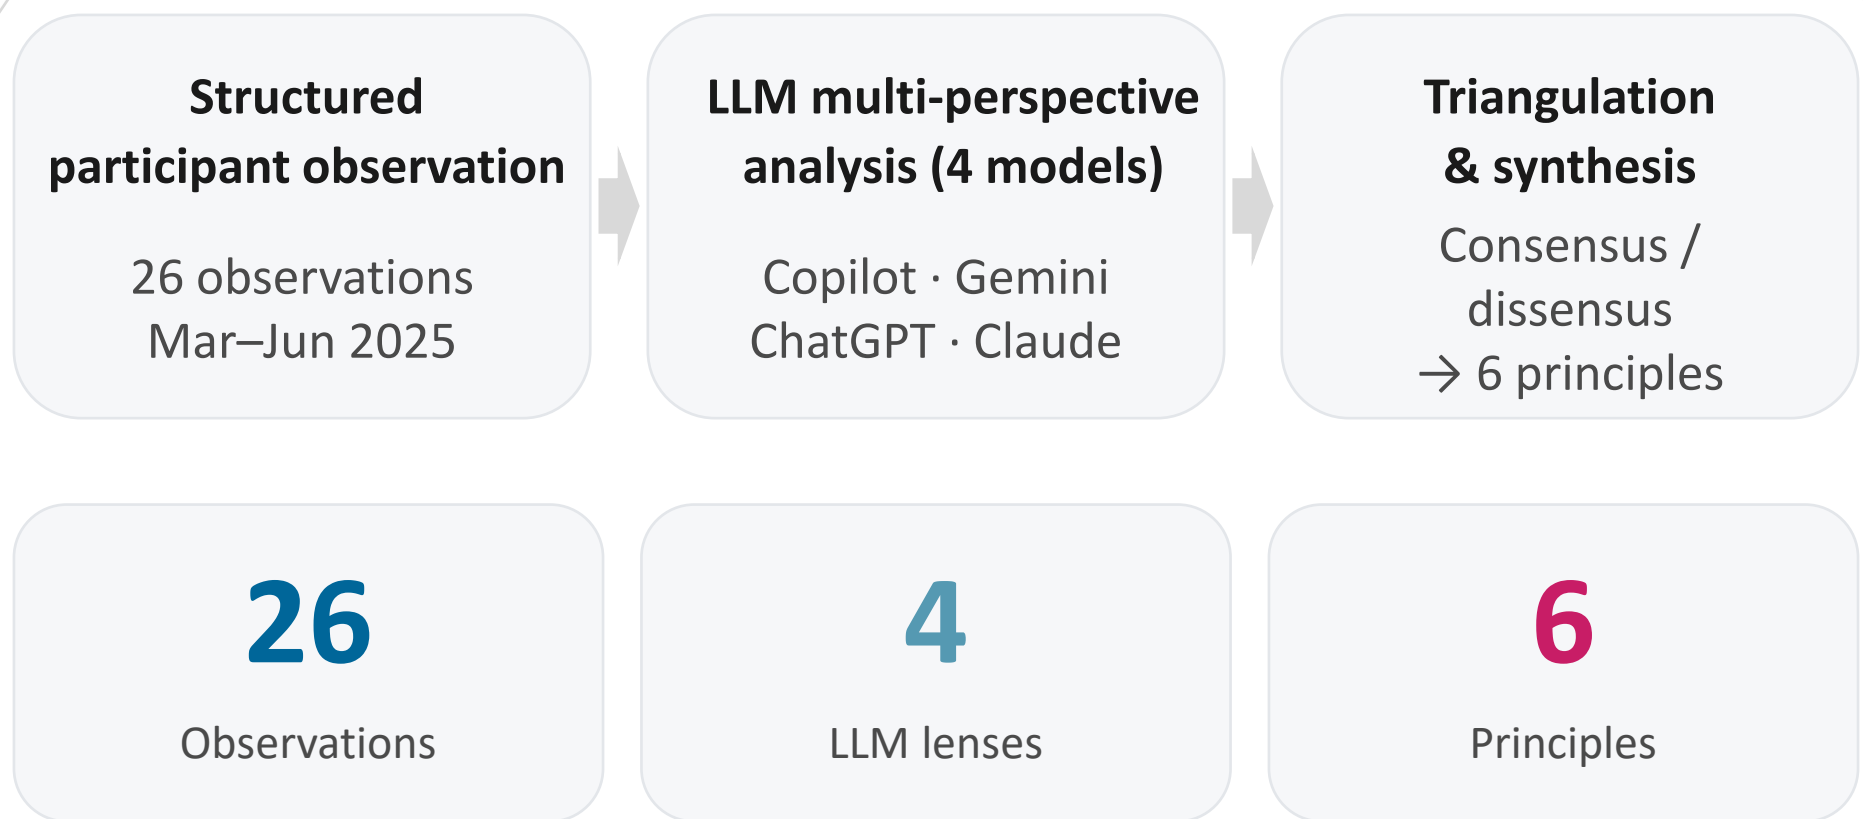 Structured
participant observation
26 observations
Mar–Jun 2025
LLM multi-perspective
analysis (4 models)
Copilot · Gemini
ChatGPT · Claude
Triangulation
& synthesis
Consensus /
dissensus
→ 6 principles
26
Observations
4
LLM lenses
6
Principles